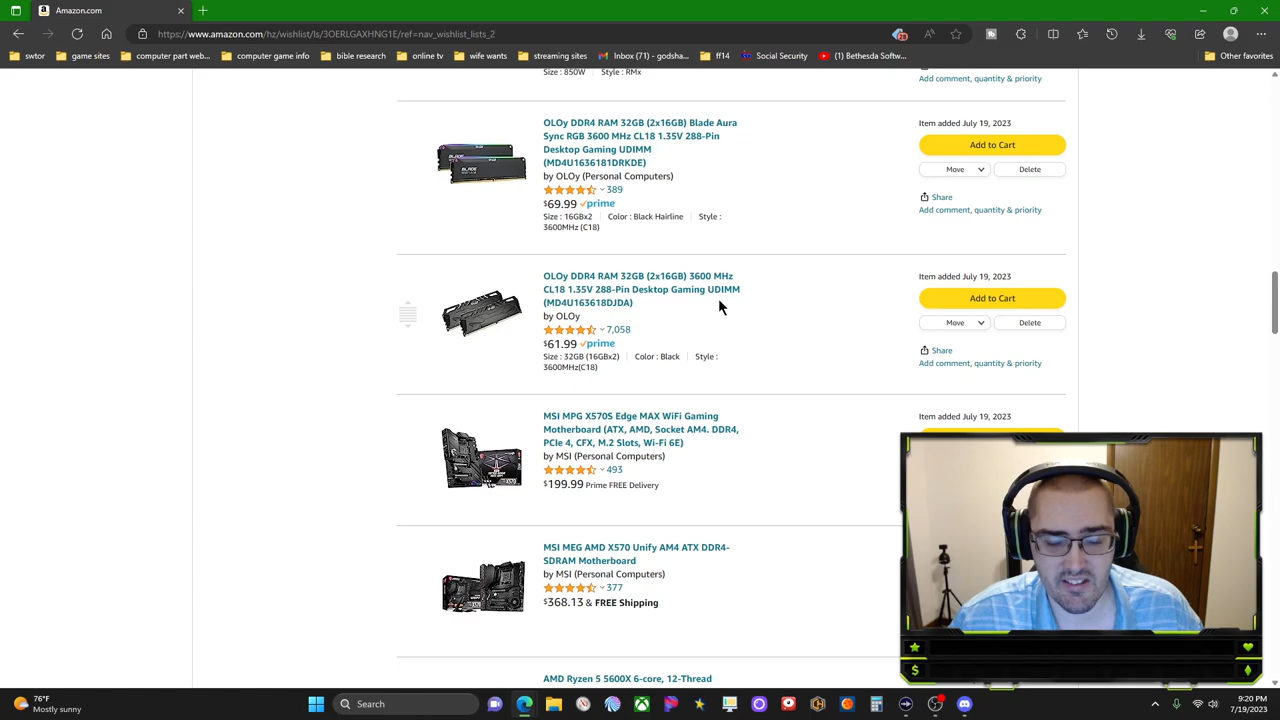 Amazon.com
https://www.amazon.com/hz/wishlist/ls/3OERLGAXHNG1E/ref=nav_wishlist_lists_2
swtor game sites computer part web... computer game info bible research online tv wife wants streaming sites Inbox (71) - godsha... ff14 Social Security (1) Bethesda Softw... Other favorites
Size : 850W Style : RMx
Add comment, quantity & priority
OLOy DDR4 RAM 32GB (2x16GB) Blade Aura
Sync RGB 3600 MHz CL18 1.35V 288-Pin
Desktop Gaming UDIMM
(MD4U1636181DRKDE)
by OLOy (Personal Computers)
389
$69.99 prime
Size : 16GBx2 Color : Black Hairline Style :
3600MHz (C18)
Item added July 19, 2023
Add to Cart
Move Delete
Share
Add comment, quantity & priority
OLOy DDR4 RAM 32GB (2x16GB) 3600 MHz
CL18 1.35V 288-Pin Desktop Gaming UDIMM
(MD4U163618DJDA)
by OLOy
7,058
$61.99 prime
Size : 32GB (16GBx2) Color : Black Style :
3600MHz(C18)
Item added July 19, 2023
Add to Cart
Move Delete
Share
Add comment, quantity & priority
MSI MPG X570S Edge MAX WiFi Gaming
Motherboard (ATX, AMD, Socket AM4. DDR4,
PCIe 4, CFX, M.2 Slots, Wi-Fi 6E)
by MSI (Personal Computers)
493
$199.99 Prime FREE Delivery
Item added July 19, 2023
MSI MEG AMD X570 Unify AM4 ATX DDR4-
SDRAM Motherboard
by MSI (Personal Computers)
377
$368.13 & FREE Shipping
AMD Ryzen 5 5600X 6-core, 12-Thread
76°F
Mostly sunny
Search
9:20 PM
7/19/2023